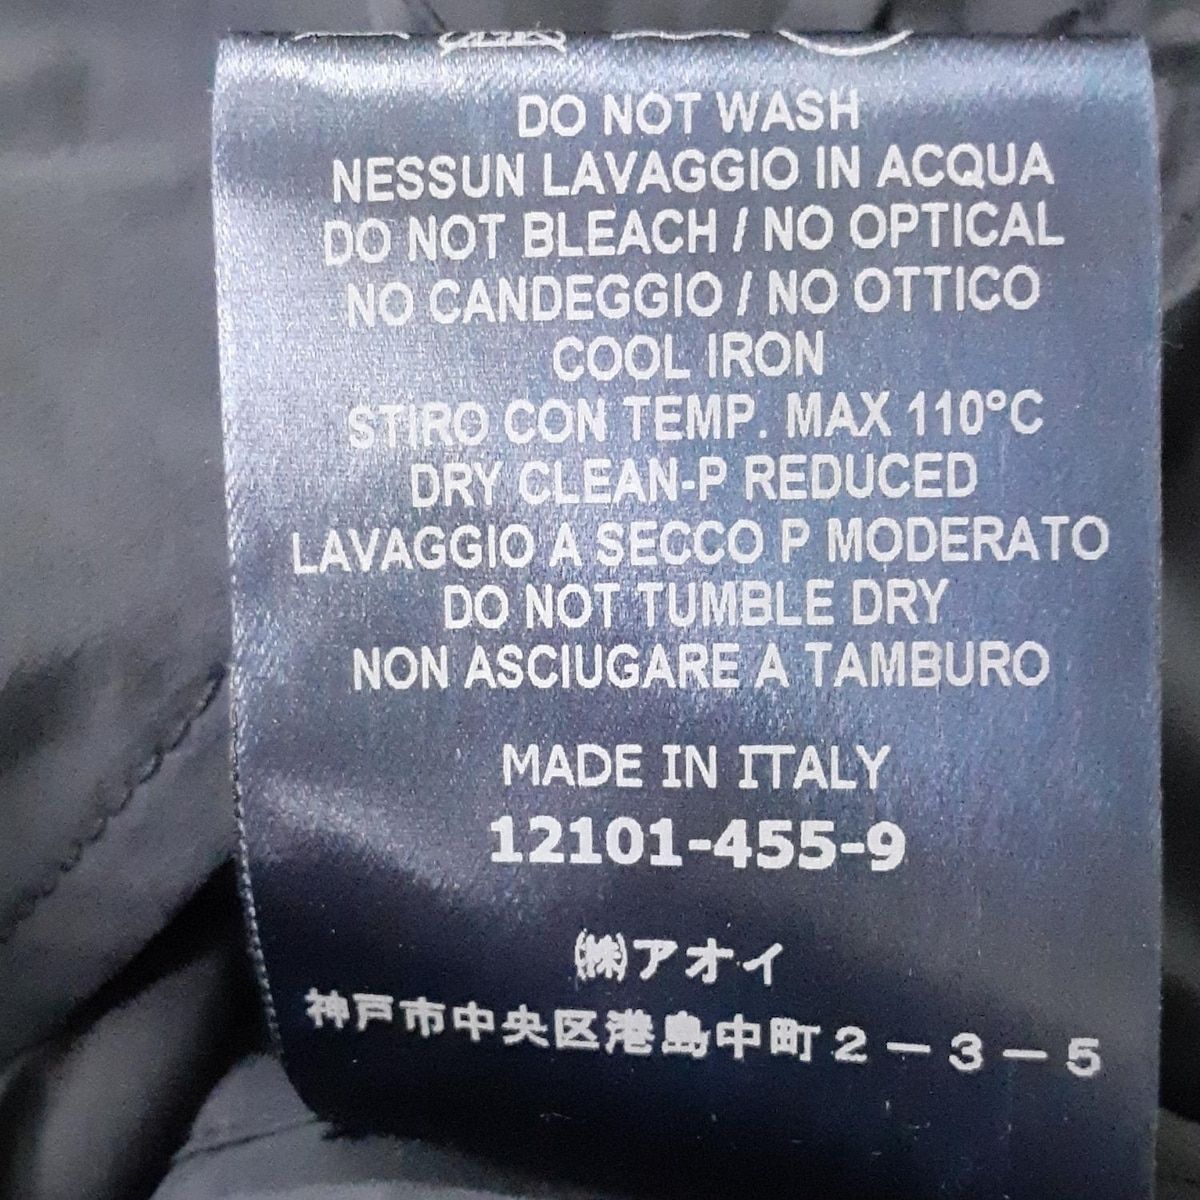 DO NOT WASH
NESSUN LAVAGGIO IN ACQUA
DO NOT BLEACH / NO OPTICAL
NO CANDEGGIO / NO OTTICO
COOL IRON
STIRO CON TEMP. MAX 110°C
DRY CLEAN-P REDUCED
LAVAGGIO A SECCO P MODERATO
DO NOT TUMBLE DRY
NON ASCIUGARE A TAMBURO
MADE IN ITALY
12101-455-9
㈱アオイ
神戸市中央区港島中町２－３－５